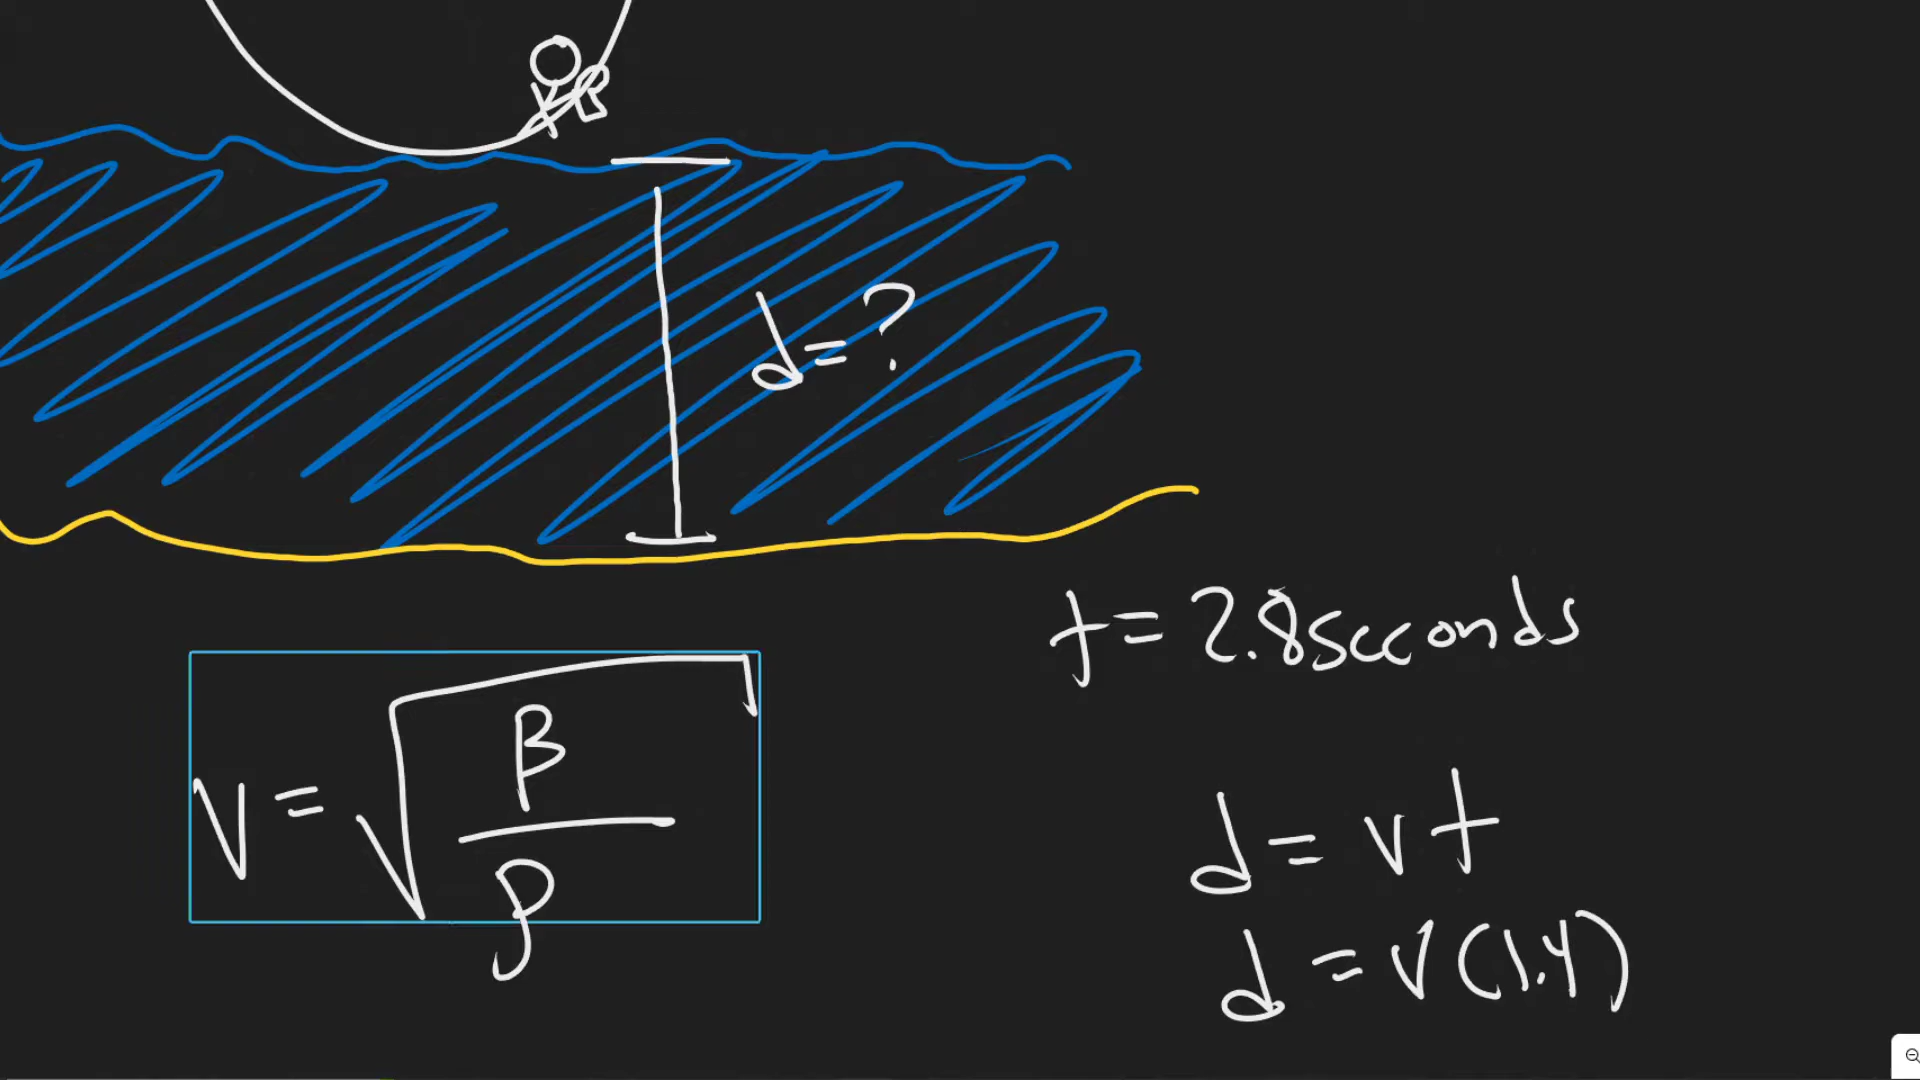 d=?
t=2.8seconds
V=√β/ρ
d=vt
d=v(1.4)